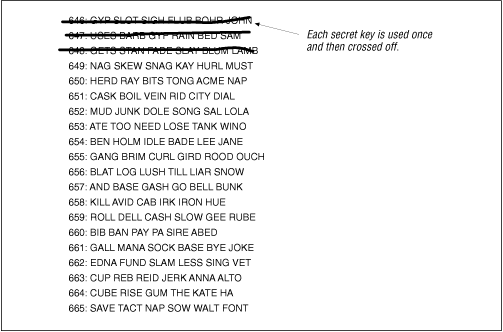 646: GYP SLOT SIGH FLUB POUR JOHN
647: USES BARB GYP RAIN BED SAM
648: GETS STAN FADE SLAY BLUM LAMB
Each secret key is used once
and then crossed off.
649: NAG SKEW SNAG KAY HURL MUST
650: HERD RAY BITS TONG ACME NAP
651: CASK BOIL VEIN RID CITY DIAL
652: MUD JUNK DOLE SONG SAL LOLA
653: ATE TOO NEED LOSE TANK WINO
654: BEN HOLM IDLE BADE LEE JANE
655: GANG BRIM CURL GIRD ROOD OUCH
656: BLAT LOG LUSH TILL LIAR SNOW
657: AND BASE GASH GO BELL BUNK
658: KILL AVID CAB IRK IRON HUE
659: ROLL DELL CASH SLOW GEE RUBE
660: BIB BAN PAY PA SIRE ABED
661: GALL MANA SOCK BASE BYE JOKE
662: EDNA FUND SLAM LESS SING VET
663: CUP REB REID JERK ANNA ALTO
664: CUBE RISE GUM THE KATE HA
665: SAVE TACT NAP SOW WALT FONT